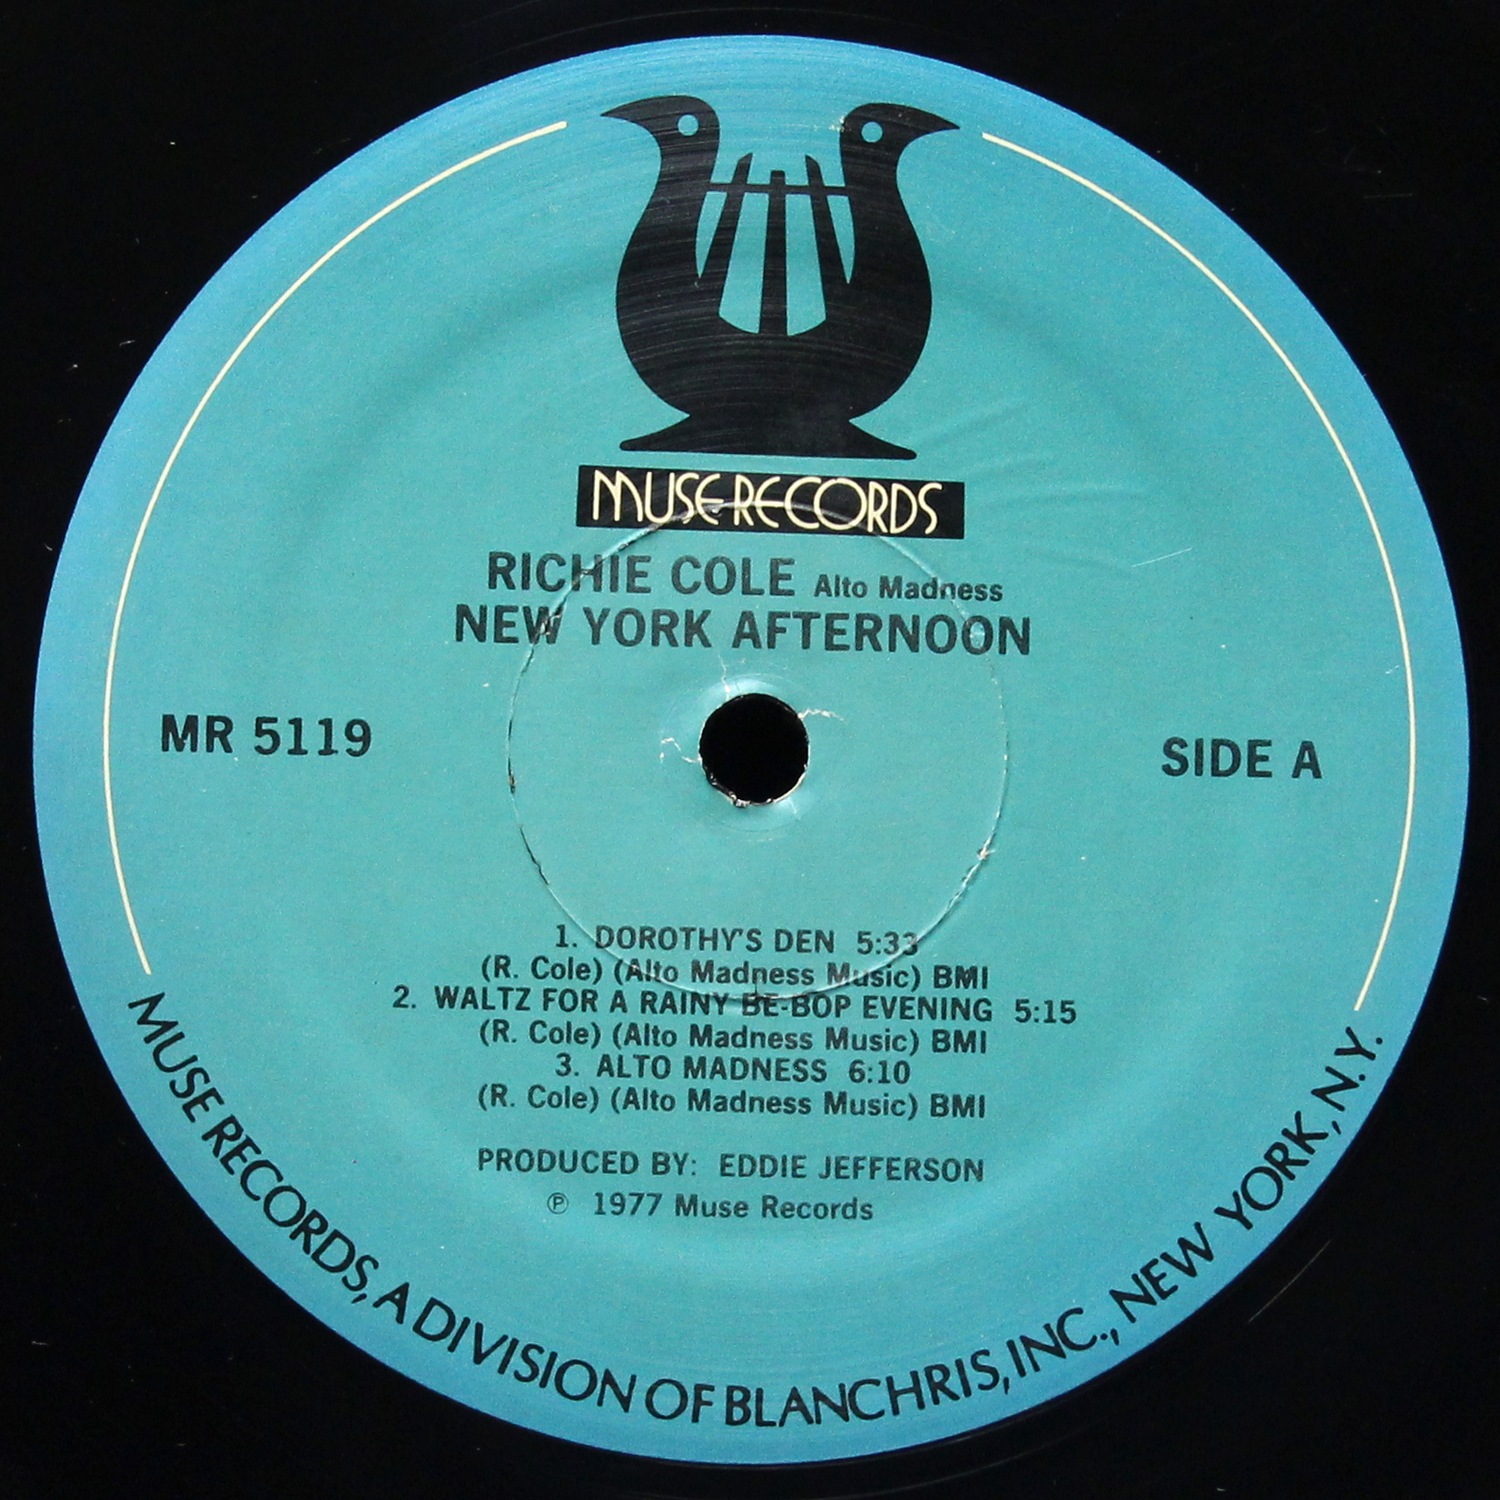 MUSE RECORDS
RICHIE COLE Alto Madness
NEW YORK AFTERNOON
MR 5119
SIDE A
1. DOROTHY'S DEN 5:33
(R. Cole) (Alto Madness Music) BMI
2. WALTZ FOR A RAINY BE-BOP EVENING 5:15
(R. Cole) (Alto Madness Music) BMI
3. ALTO MADNESS 6:10
(R. Cole) (Alto Madness Music) BMI
PRODUCED BY: EDDIE JEFFERSON
℗ 1977 Muse Records
MUSE RECORDS, A DIVISION OF BLANCHRIS, INC., NEW YORK, N.Y.